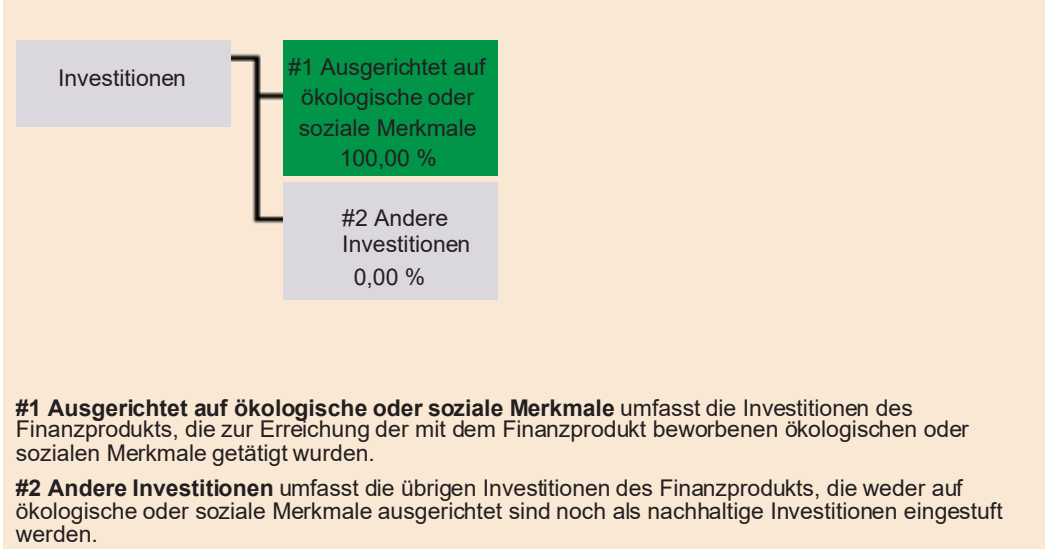 Investitionen
#1 Ausgerichtet auf
ökologische oder
soziale Merkmale
100,00 %
#2 Andere
Investitionen
0,00 %
#1 Ausgerichtet auf ökologische oder soziale Merkmale umfasst die Investitionen des
Finanzprodukts, die zur Erreichung der mit dem Finanzprodukt beworbenen ökologischen oder
sozialen Merkmale getätigt wurden.
#2 Andere Investitionen umfasst die übrigen Investitionen des Finanzprodukts, die weder auf
ökologische oder soziale Merkmale ausgerichtet sind noch als nachhaltige Investitionen eingestuft
werden.